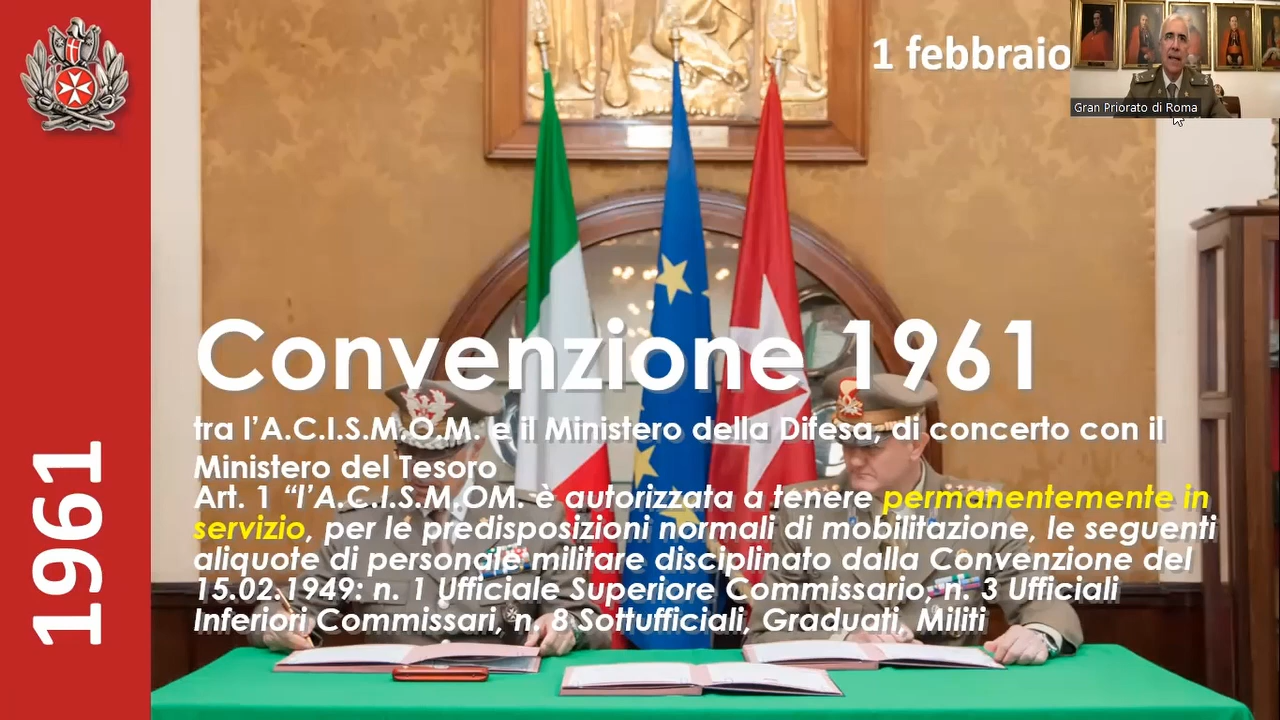 1 febbraio
Gran Priorato di Roma
Convenzione 1961
tra l’A.C.I.S.M.O.M. e il Ministero della Difesa, di concerto con il
Ministero del Tesoro
Art. 1 “l’A.C.I.S.M.OM. è autorizzata a tenere permanentemente in
servizio, per le predisposizioni normali di mobilitazione, le seguenti
aliquote di personale militare disciplinato dalla Convenzione del
15.02.1949: n. 1 Ufficiale Superiore Commissario, n. 3 Ufficiali
Inferiori Commissari, n. 8 Sottufficiali, Graduati, Militi
1961